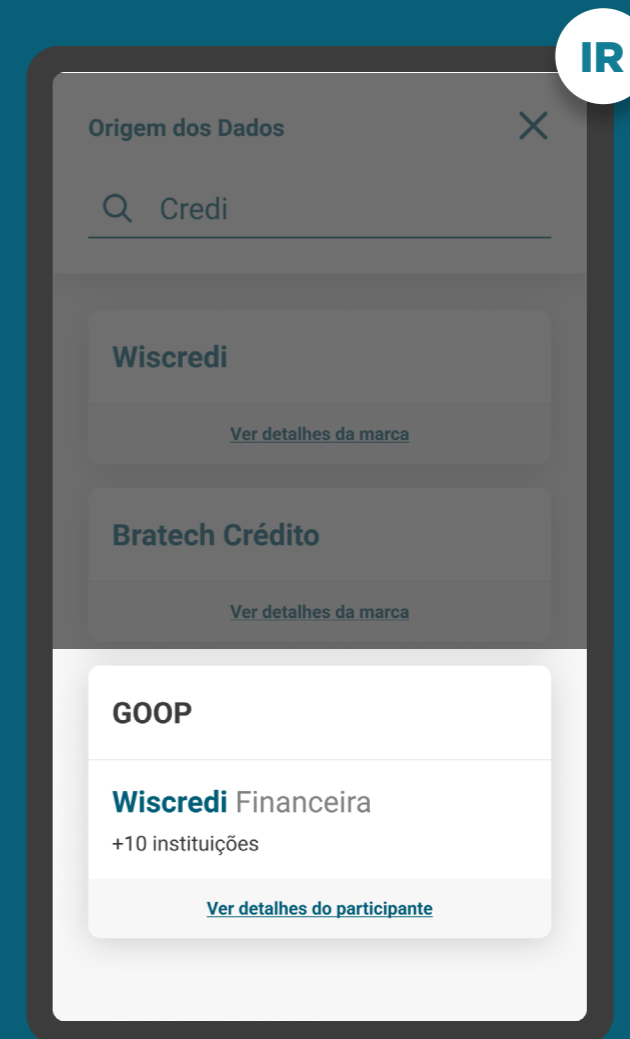 IR
Origem dos Dados
Credi
Wiscredi
Ver detalhes da marca
Bratech Crédito
Ver detalhes da marca
GOOP
Wiscredi Financeira
+10 instituições
Ver detalhes do participante